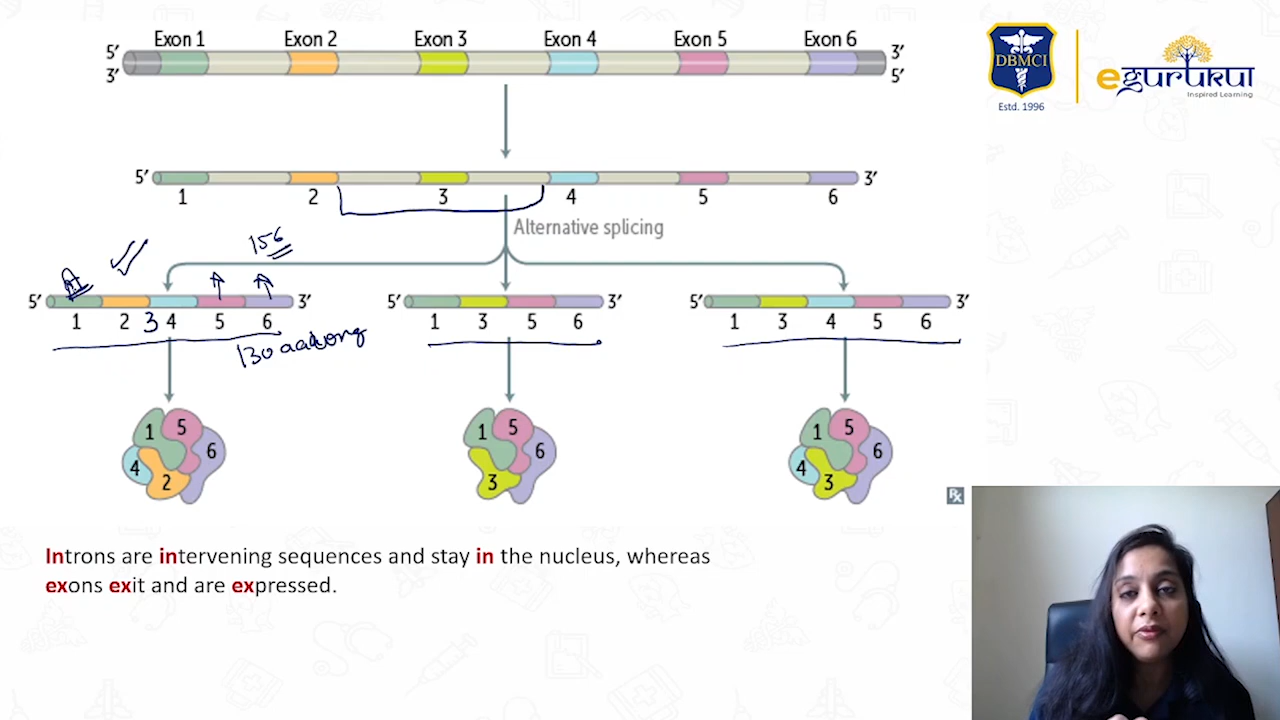 Exon 1 Exon 2 Exon 3 Exon 4 Exon 5 Exon 6
5′ 3′
3′ 5′
DBMCI
Estd. 1996
egurukul
Inspired Learning
5′ 3′
1 2 3 4 5 6
Alternative splicing
156
A
5′ 3′ 5′ 3′ 5′ 3′
1 2 3 4 5 6 1 3 5 6 1 3 4 5 6
130 aa long
1 5 6 4 2
1 5 6 3
1 5 6 4 3
Rx
Introns are intervening sequences and stay in the nucleus, whereas
exons exit and are expressed.